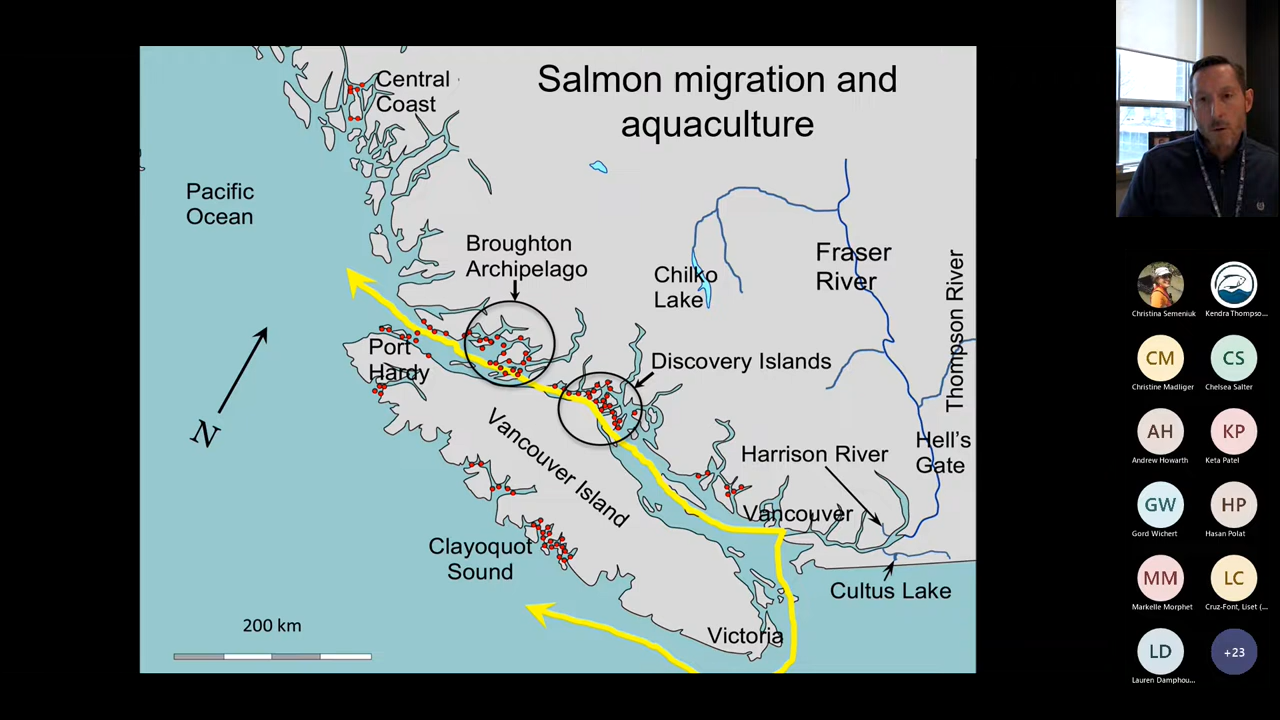 Salmon migration and
aquaculture
Central
Coast
Pacific
Ocean
Broughton
Archipelago
Chilko
Lake
Fraser
River
Thompson River
Port
Hardy
Discovery Islands
N
Vancouver Island
Harrison River
Hell's
Gate
Vancouver
Clayoquot
Sound
Cultus Lake
200 km
Victoria
Christina Semeniuk
Kendra Thompso...
CM
Christine Madliger
CS
Chelsea Salter
AH
Andrew Howarth
KP
Keta Patel
GW
Gord Wichert
HP
Hasan Polat
MM
Markelle Morphet
LC
Cruz-Font, Liset (...
LD
Lauren Damphou...
+23